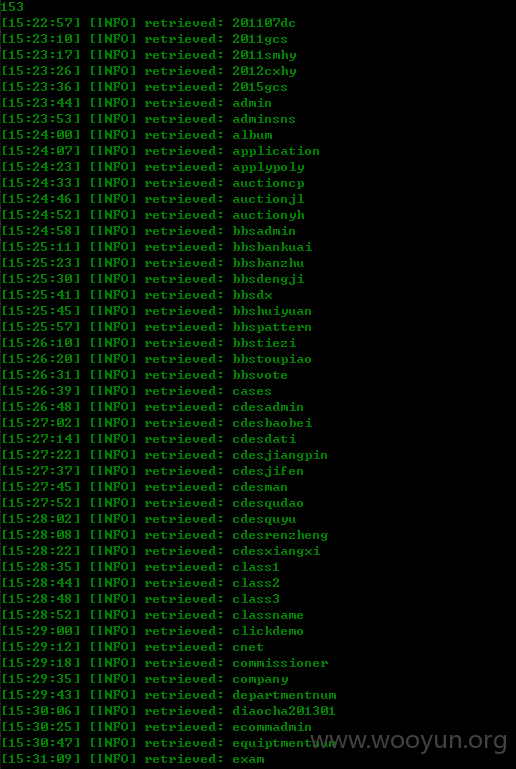 153
[15:22:57] [INFO] retrieved: 201107dc
[15:23:10] [INFO] retrieved: 2011gcs
[15:23:17] [INFO] retrieved: 2011smhy
[15:23:26] [INFO] retrieved: 2012cxhy
[15:23:36] [INFO] retrieved: 2015gcs
[15:23:44] [INFO] retrieved: admin
[15:23:53] [INFO] retrieved: adminsns
[15:24:00] [INFO] retrieved: album
[15:24:07] [INFO] retrieved: application
[15:24:23] [INFO] retrieved: applypoly
[15:24:33] [INFO] retrieved: auctioncp
[15:24:46] [INFO] retrieved: auctionjl
[15:24:52] [INFO] retrieved: auctionyh
[15:24:58] [INFO] retrieved: bbsadmin
[15:25:11] [INFO] retrieved: bbsbankuai
[15:25:23] [INFO] retrieved: bbsbanzhu
[15:25:30] [INFO] retrieved: bbsdengji
[15:25:41] [INFO] retrieved: bbsdx
[15:25:45] [INFO] retrieved: bbshuiyuan
[15:25:57] [INFO] retrieved: bbspattern
[15:26:10] [INFO] retrieved: bbstiezi
[15:26:20] [INFO] retrieved: bbstoupiao
[15:26:31] [INFO] retrieved: bbsvote
[15:26:39] [INFO] retrieved: cases
[15:26:48] [INFO] retrieved: cdesadmin
[15:27:02] [INFO] retrieved: cdesbaobei
[15:27:14] [INFO] retrieved: cdesdati
[15:27:22] [INFO] retrieved: cdesjiangpin
[15:27:37] [INFO] retrieved: cdesjifen
[15:27:45] [INFO] retrieved: cdesman
[15:27:52] [INFO] retrieved: cdesqudao
[15:28:02] [INFO] retrieved: cdesquyu
[15:28:08] [INFO] retrieved: cdesrenzheng
[15:28:22] [INFO] retrieved: cdesxiangxi
[15:28:35] [INFO] retrieved: class1
[15:28:44] [INFO] retrieved: class2
[15:28:48] [INFO] retrieved: class3
[15:28:52] [INFO] retrieved: classname
[15:29:00] [INFO] retrieved: clickdemo
[15:29:12] [INFO] retrieved: cnet
[15:29:18] [INFO] retrieved: commissioner
[15:29:35] [INFO] retrieved: company
[15:29:43] [INFO] retrieved: departmentnum
[15:30:06] [INFO] retrieved: diaocha201301
[15:30:25] [INFO] retrieved: ecommadmin
[15:30:47] [INFO] retrieved: equiptmentsum
[15:31:09] [INFO] retrieved: exam
www.wooyun.org